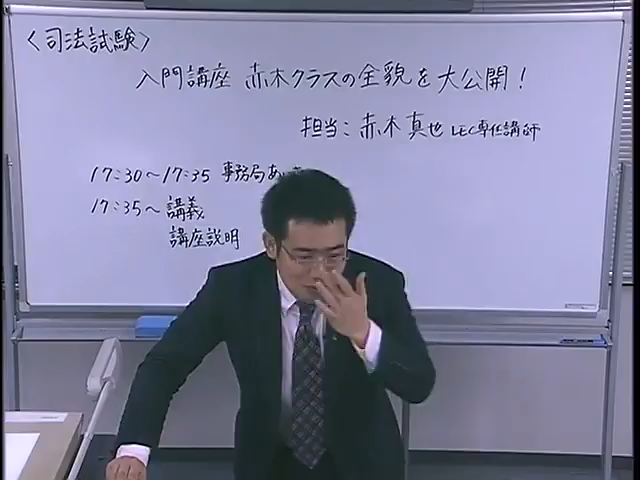 〈司法試験〉
入門講座 赤木クラスの全貌を大公開！
担当：赤木真也 LEC専任講師
17:30～17:35 事務局あ
17:35～ 講義
講座説明